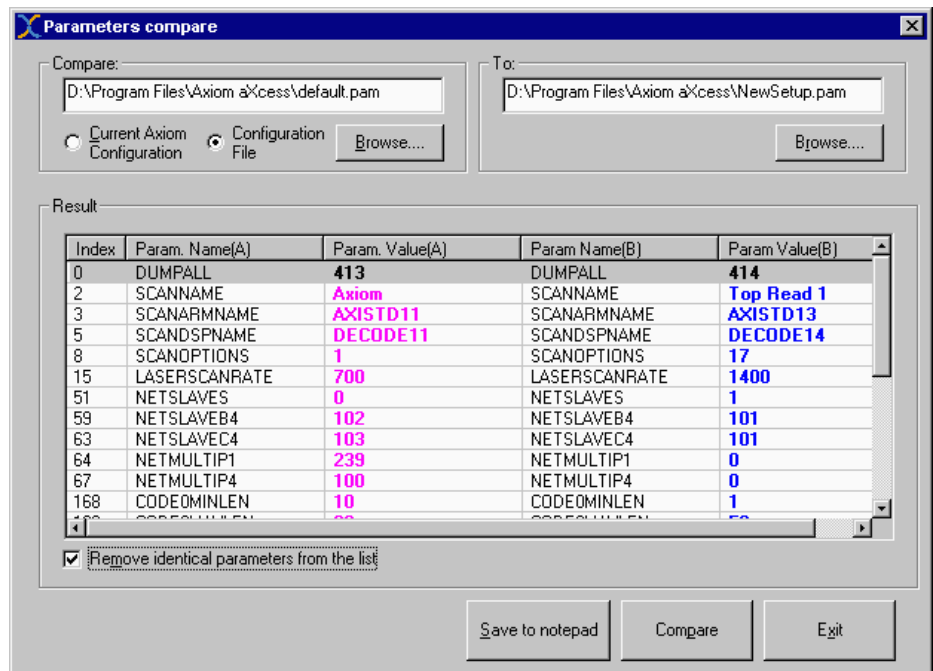 Parameters compare
Compare:
D:\Program Files\Axiom aXcess\default.pam
Current Axiom Configuration
Configuration File
Browse....
To:
D:\Program Files\Axiom aXcess\NewSetup.pam
Browse....
Result
Index Param. Name(A) Param. Value(A) Param Name(B) Param Value(B)
0 DUMPALL 413 DUMPALL 414
2 SCANNAME Axiom SCANNAME Top Read 1
3 SCANARMNAME AXISTD11 SCANARMNAME AXISTD13
5 SCANDSPNAME DECODE11 SCANDSPNAME DECODE14
8 SCANOPTIONS 1 SCANOPTIONS 17
15 LASERSCANRATE 700 LASERSCANRATE 1400
51 NETSLAVES 0 NETSLAVES 1
59 NETSLAVEB4 102 NETSLAVEB4 101
63 NETSLAVEC4 103 NETSLAVEC4 101
64 NETMULTIP1 239 NETMULTIP1 0
67 NETMULTIP4 100 NETMULTIP4 0
168 CODE0MINLEN 10 CODE0MINLEN 1
Remove identical parameters from the list
Save to notepad
Compare
Exit